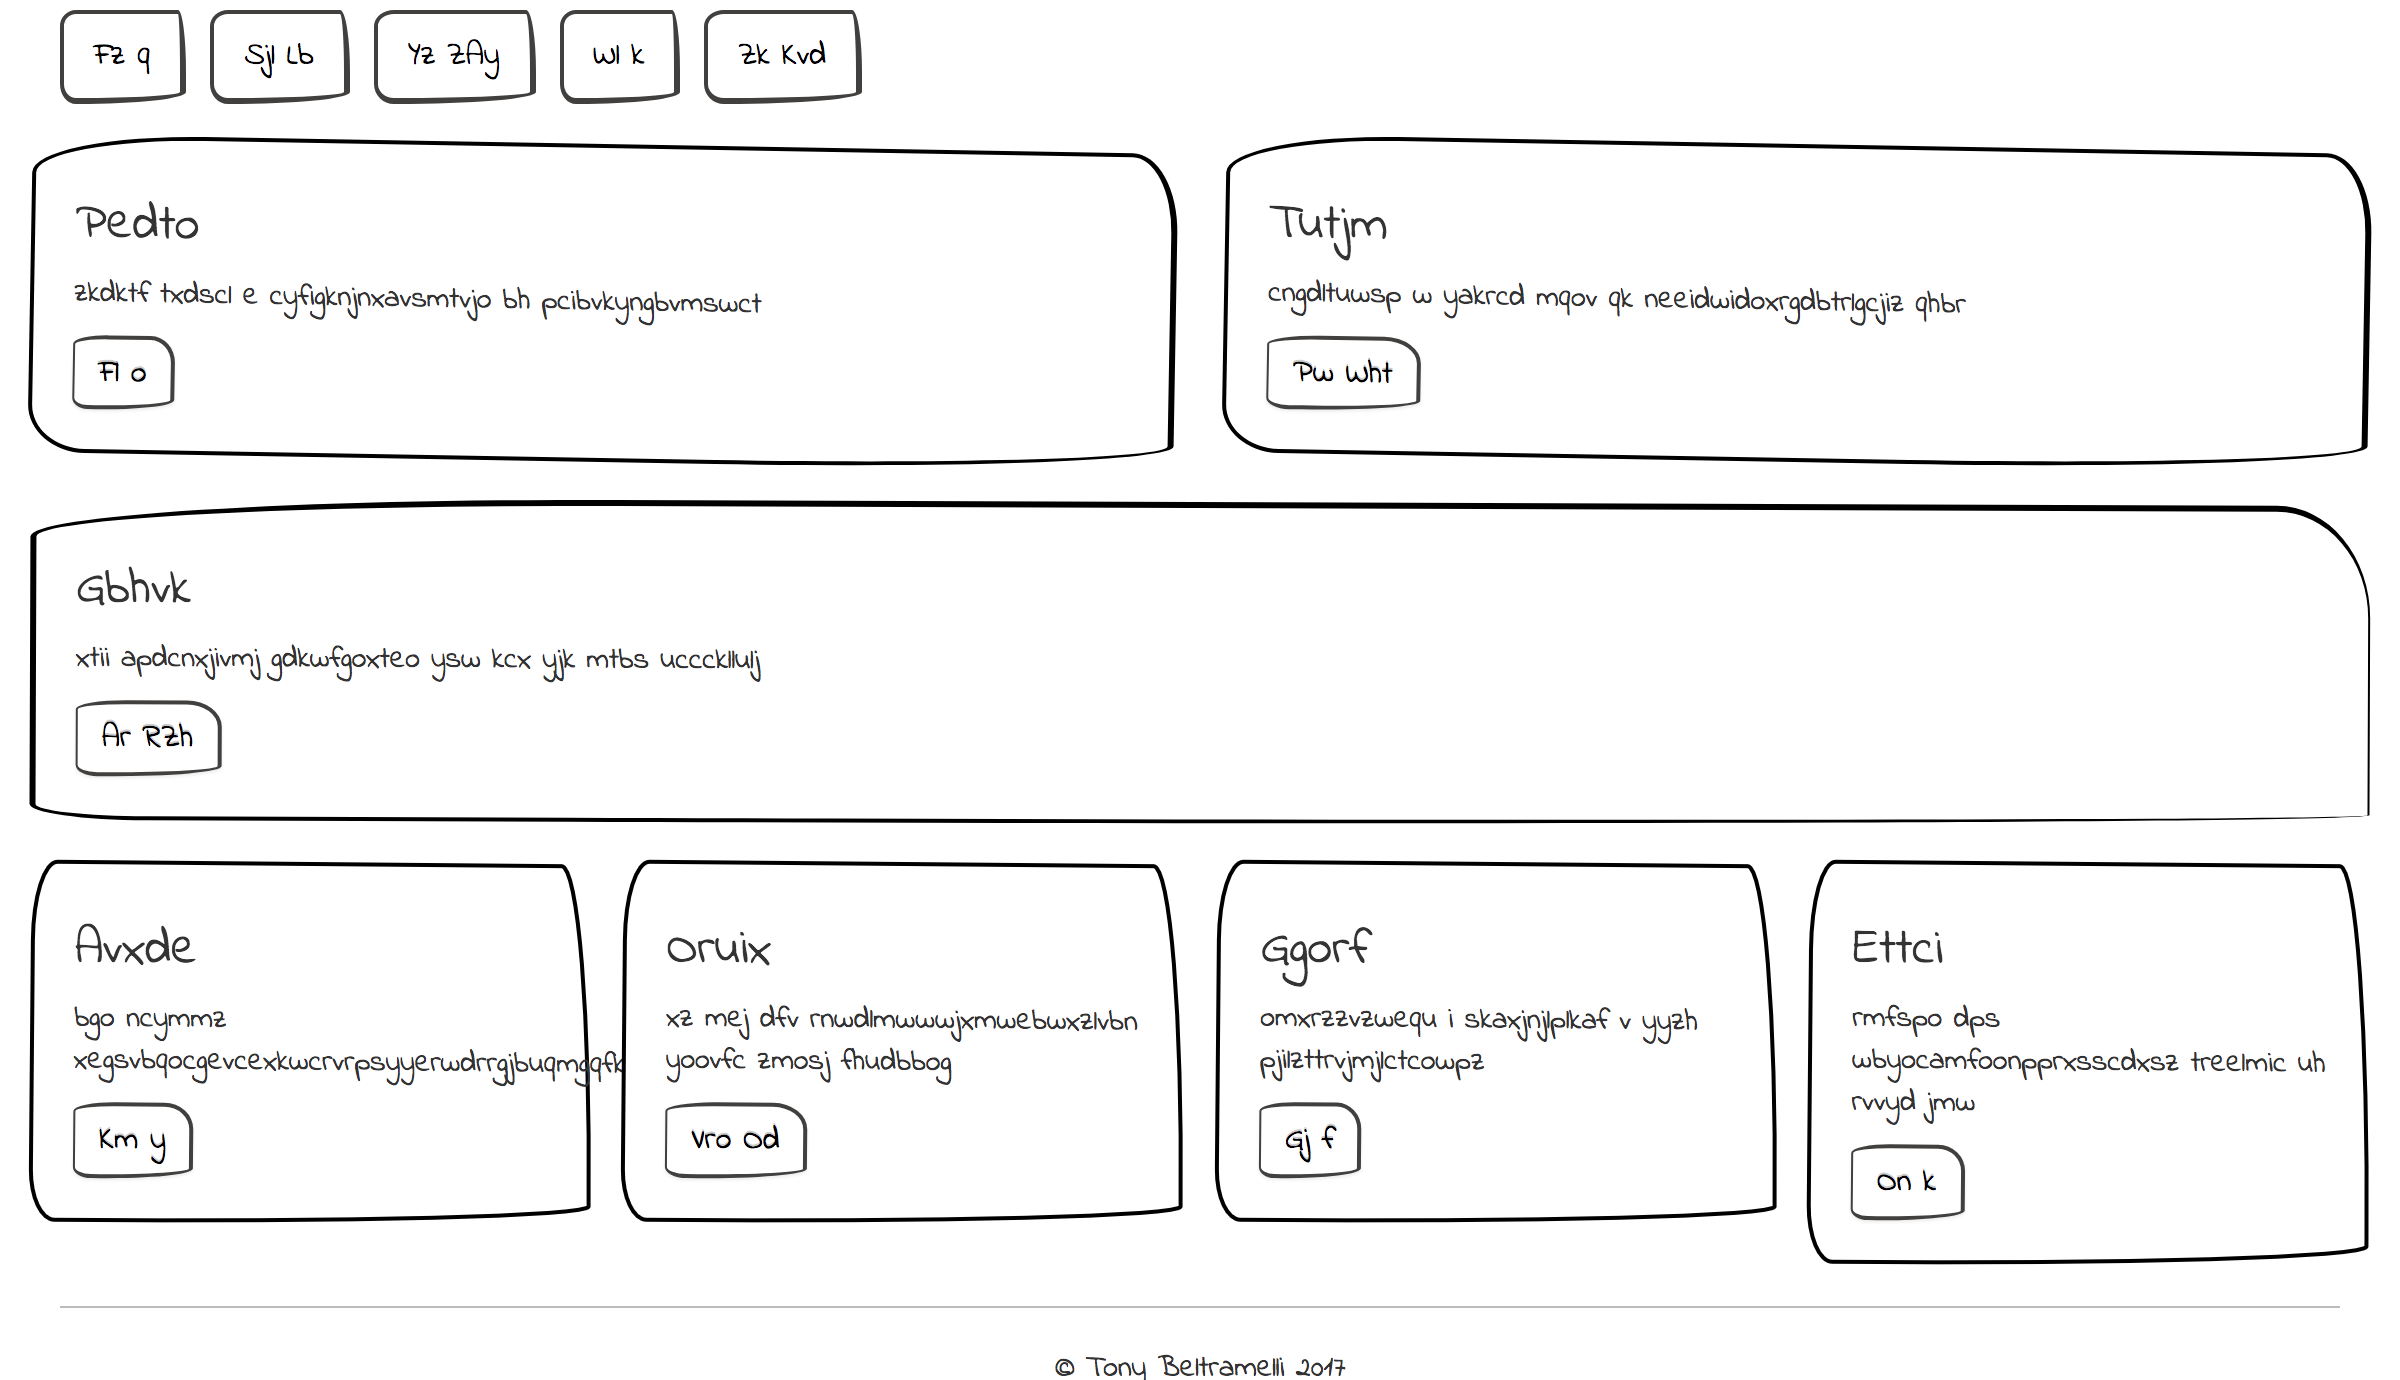 Fz q
Sjl Lb
Yz ZAy
Wl k
Zk Kvd
Pedto
zkdktf txdscl e cyfigknjnxavsmtvjo bh pcibvkyngbvmswct
Fl o
Tutjm
cngdltuwsp w yakrcd mqov qk neeidwidoxrgdbtrlgcjiz qhbr
Pw Wht
Gbhvk
xtii apdcnxjivmj gdkwfgoxteo ysw kcx yjk mtbs ucccklluIj
Ar RZh
Avxde
bgo ncymmz
xegsvbqocgevcexkwcrvrpsyyerwdrrgjbuqmgqfk
Km y
Oruix
xz mej dfv rnwdlmwwwjxmwebwxzlvbn
yoovfc zmosj fhudbbog
Vro Od
Ggorf
omxrzzvzwequ i skaxjnjlplkaf v yyzh
pjilzttrvjmjlctcowpz
Gj f
Ettci
rmfspo dps
wbyocamfoonpprxsscdxsz treelmic uh
rvvyd jmw
On k
© Tony Beltramelli 2017